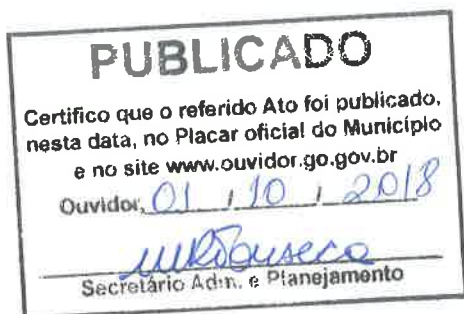 PUBLICADO
Certifico que o referido Ato foi publicado,
nesta data, no Placar oficial do Município
e no site www.ouvidor.go.gov.br
Ouvidor, 01 / 10 / 2018
Secretário Adm. e Planejamento